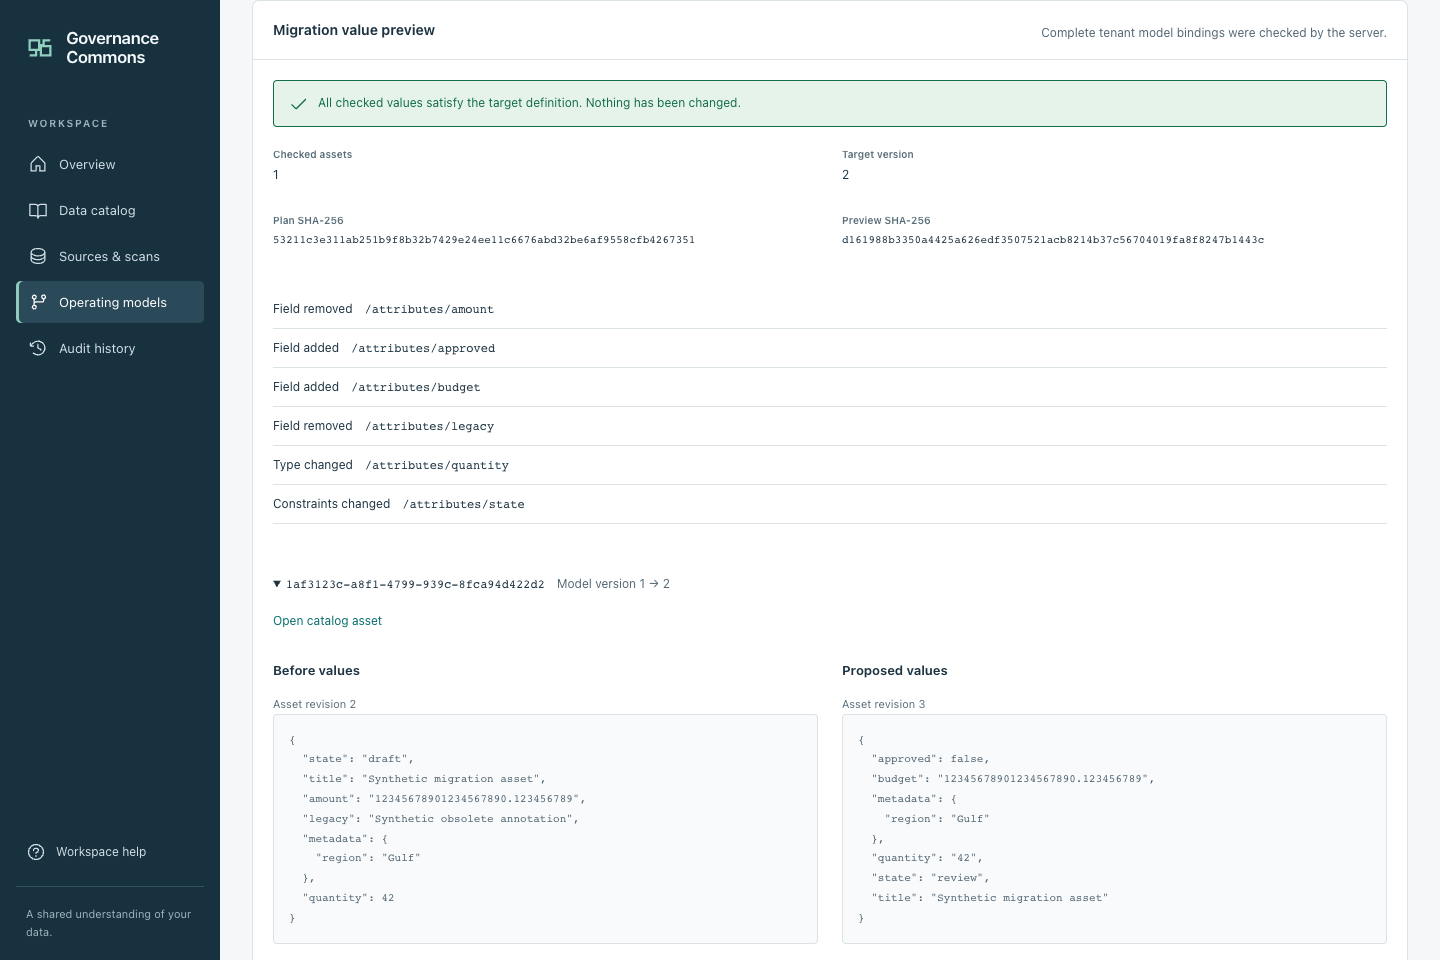 Governance
Commons
WORKSPACE
Overview
Data catalog
Sources & scans
Operating models
Audit history
Workspace help
A shared understanding of your
data.
Migration value preview
Complete tenant model bindings were checked by the server.
All checked values satisfy the target definition. Nothing has been changed.
Checked assets
1
Target version
2
Plan SHA-256
53211c3e311ab251b9f8b32b7429e24ee11c6676abd32be6af9558cfb4267351
Preview SHA-256
d161988b3350a4425a626edf3507521acb8214b37c56704019fa8f8247b1443c
Field removed /attributes/amount
Field added /attributes/approved
Field added /attributes/budget
Field removed /attributes/legacy
Type changed /attributes/quantity
Constraints changed /attributes/state
▼ 1af3123c-a8f1-4799-939c-8fca94d422d2 Model version 1 → 2
Open catalog asset
Before values
Asset revision 2
{
  "state": "draft",
  "title": "Synthetic migration asset",
  "amount": "12345678901234567890.123456789",
  "legacy": "Synthetic obsolete annotation",
  "metadata": {
    "region": "Gulf"
  },
  "quantity": 42
}
Proposed values
Asset revision 3
{
  "approved": false,
  "budget": "12345678901234567890.123456789",
  "metadata": {
    "region": "Gulf"
  },
  "quantity": "42",
  "state": "review",
  "title": "Synthetic migration asset"
}